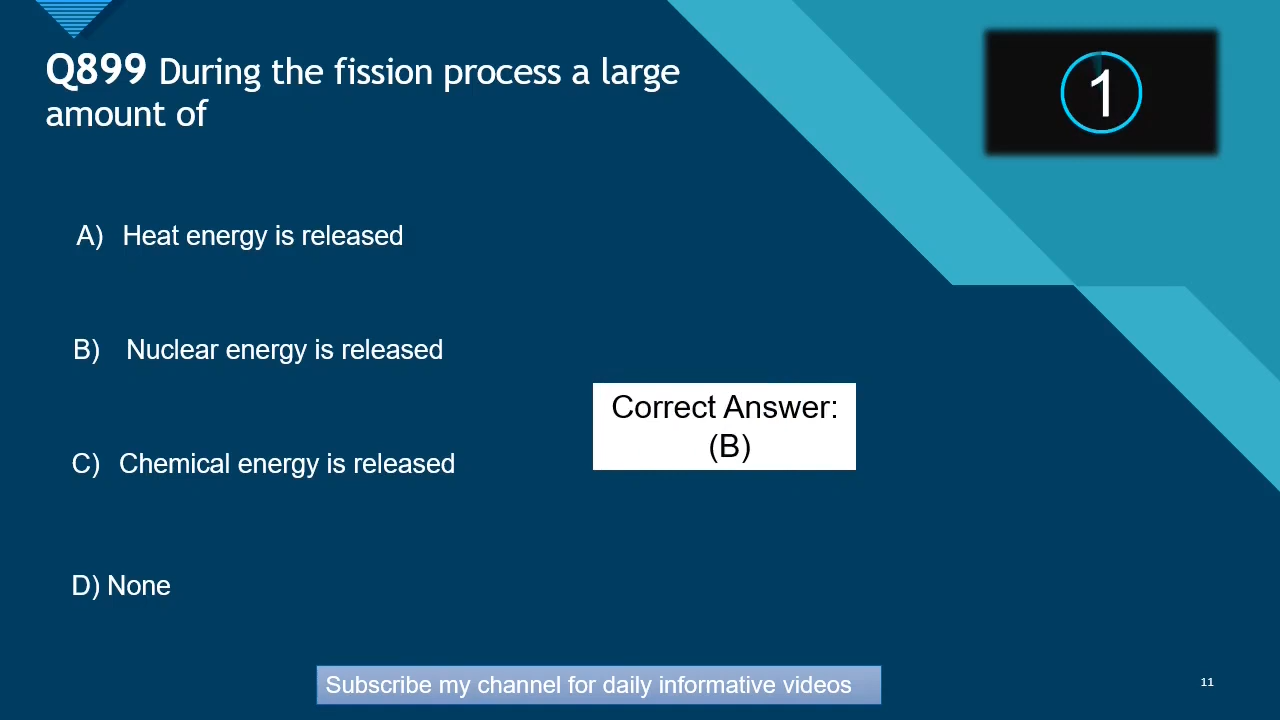 Q899 During the fission process a large
amount of
1
A) Heat energy is released
B) Nuclear energy is released
Correct Answer:
(B)
C) Chemical energy is released
D) None
Subscribe my channel for daily informative videos
11